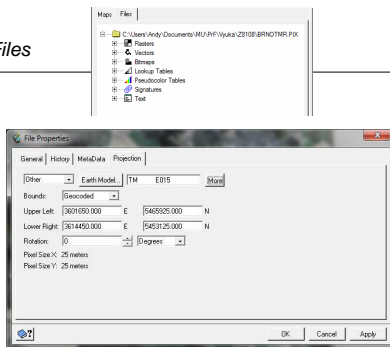 Maps Files
Files
C:\Users\Andy\Documents\MU\PrF\Vyuka\Z8108\BRNOTMR.PIX
Rasters
Vectors
Bitmaps
Lookup Tables
Pseudocolor Tables
Signatures
Text
File Properties
General History MetaData Projection
Other Earth Model... TM E015 More
Bounds: Geocoded
Upper Left: 3601650.000 E 5465925.000 N
Lower Right: 3614450.000 E 5453125.000 N
Rotation: 0 Degrees
Pixel Size X: 25 meters
Pixel Size Y: 25 meters
OK Cancel Apply